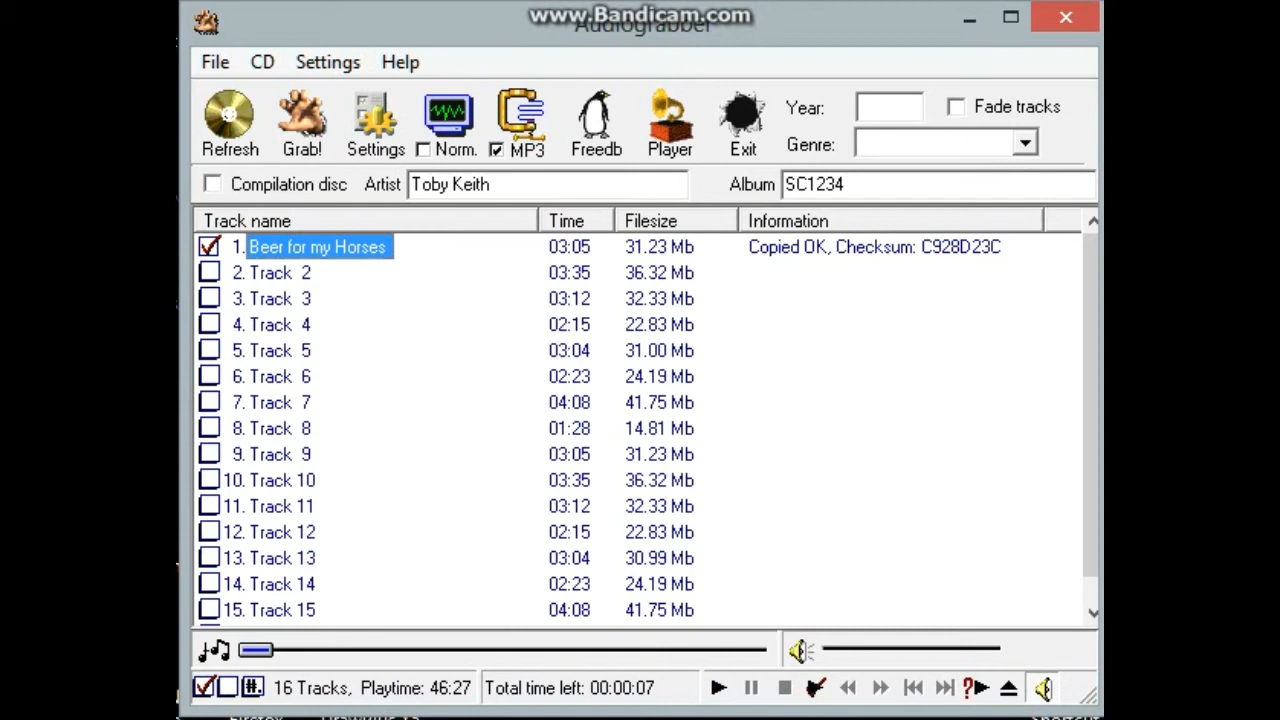 www.Bandicam.com
Audiograbber
File CD Settings Help
Refresh Grab! Settings Norm. MP3 Freedb Player Exit
Year: Fade tracks
Genre:
Compilation disc Artist Toby Keith Album SC1234
Track name Time Filesize Information
1. Beer for my Horses 03:05 31.23 Mb Copied OK, Checksum: C928D23C
2. Track 2 03:35 36.32 Mb
3. Track 3 03:12 32.33 Mb
4. Track 4 02:15 22.83 Mb
5. Track 5 03:04 31.00 Mb
6. Track 6 02:23 24.19 Mb
7. Track 7 04:08 41.75 Mb
8. Track 8 01:28 14.81 Mb
9. Track 9 03:05 31.23 Mb
10. Track 10 03:35 36.32 Mb
11. Track 11 03:12 32.33 Mb
12. Track 12 02:15 22.83 Mb
13. Track 13 03:04 30.99 Mb
14. Track 14 02:23 24.19 Mb
15. Track 15 04:08 41.75 Mb
#. 16 Tracks, Playtime: 46:27 Total time left: 00:00:07